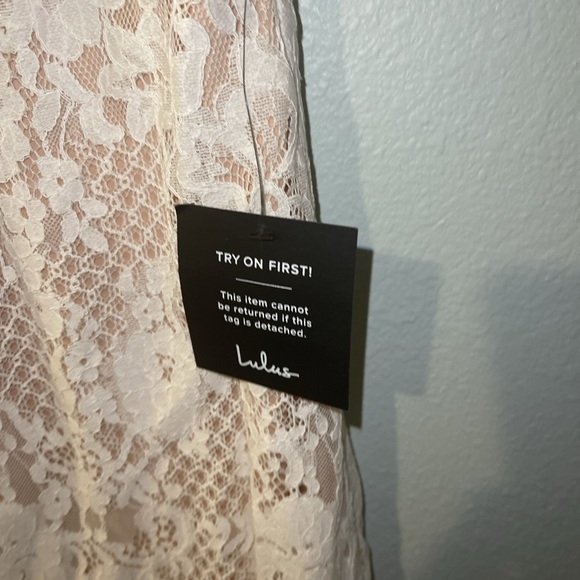 TRY ON FIRST!
This item cannot
be returned if this
tag is detached.
Lulus